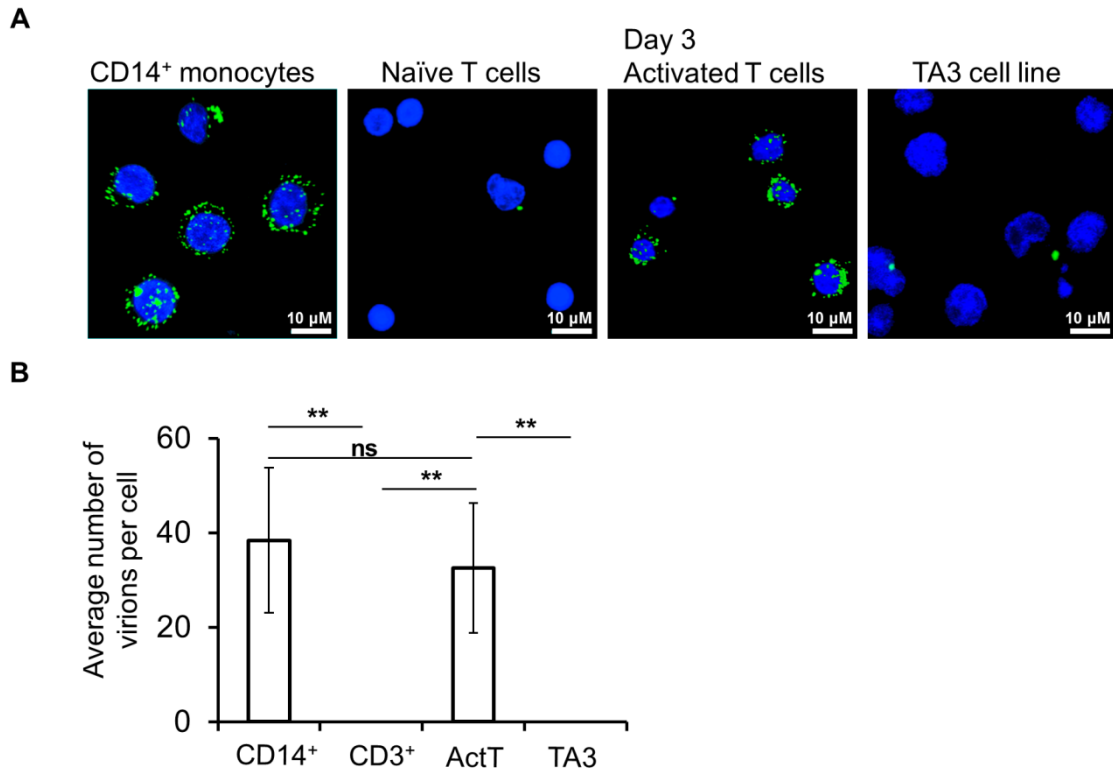 A
CD14⁺ monocytes
Naïve T cells
Day 3
Activated T cells
TA3 cell line
10 µM
10 µM
10 µM
10 µM
B
Average number of
virions per cell
60
40
20
0
**
ns
**
**
CD14⁺
CD3⁺
ActT
TA3